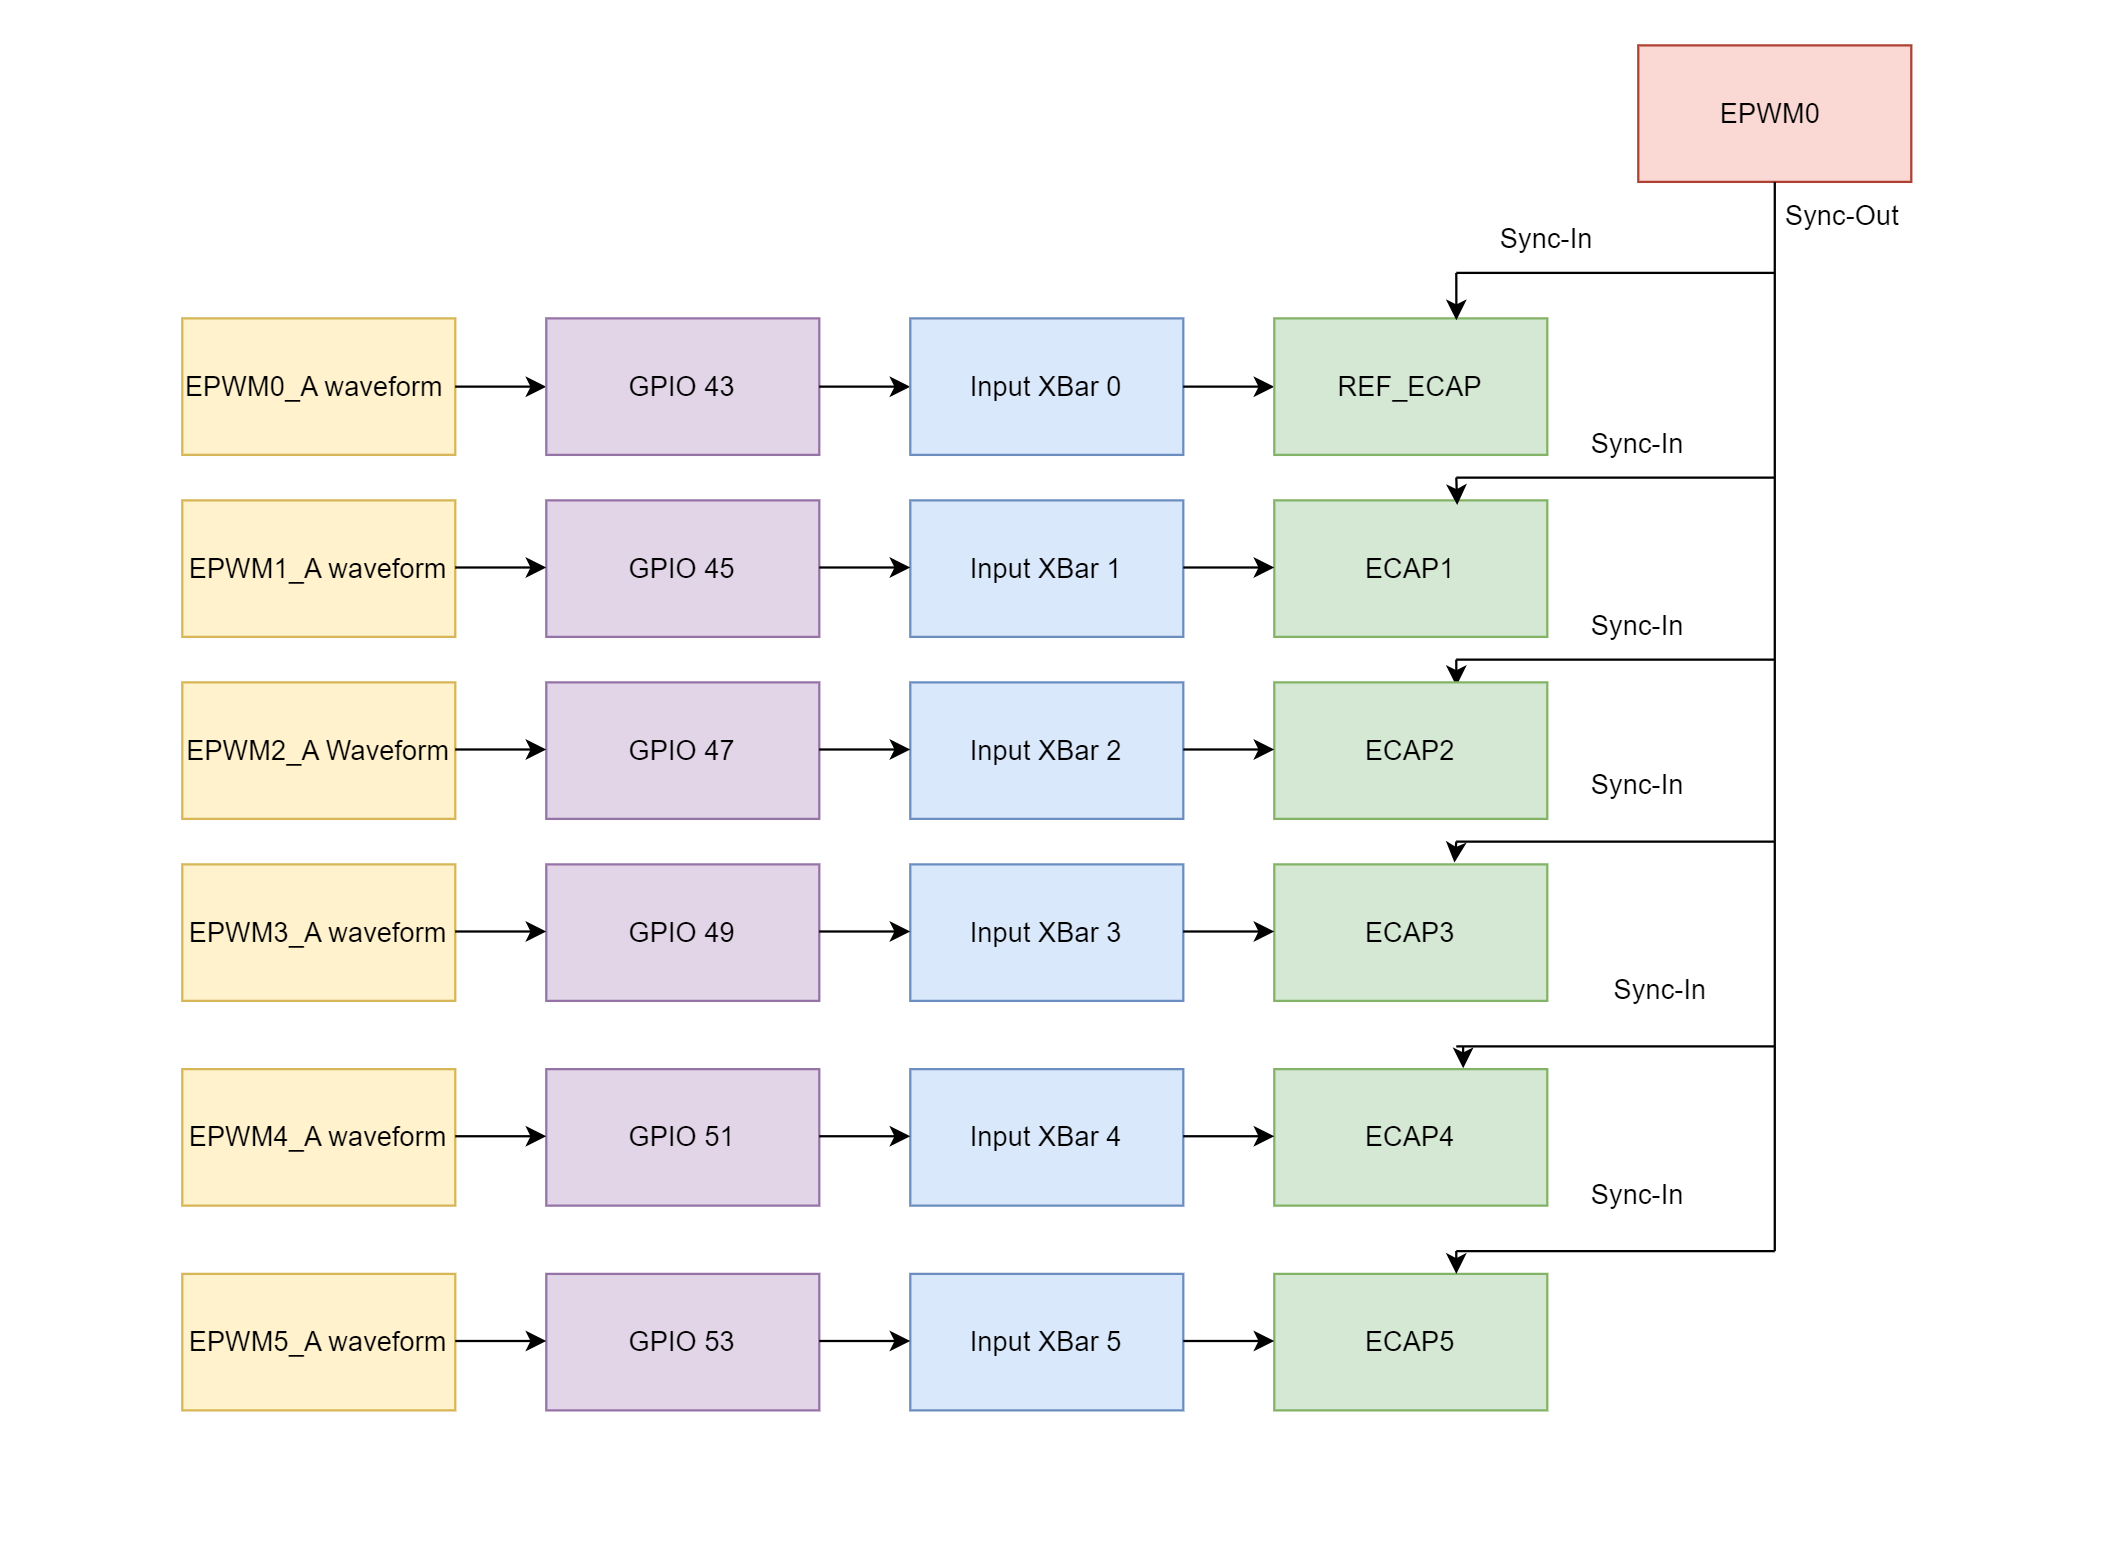 EPWM0
Sync-Out
Sync-In
EPWM0_A waveform
GPIO 43
Input XBar 0
REF_ECAP
Sync-In
EPWM1_A waveform
GPIO 45
Input XBar 1
ECAP1
Sync-In
EPWM2_A Waveform
GPIO 47
Input XBar 2
ECAP2
Sync-In
EPWM3_A waveform
GPIO 49
Input XBar 3
ECAP3
Sync-In
EPWM4_A waveform
GPIO 51
Input XBar 4
ECAP4
Sync-In
EPWM5_A waveform
GPIO 53
Input XBar 5
ECAP5